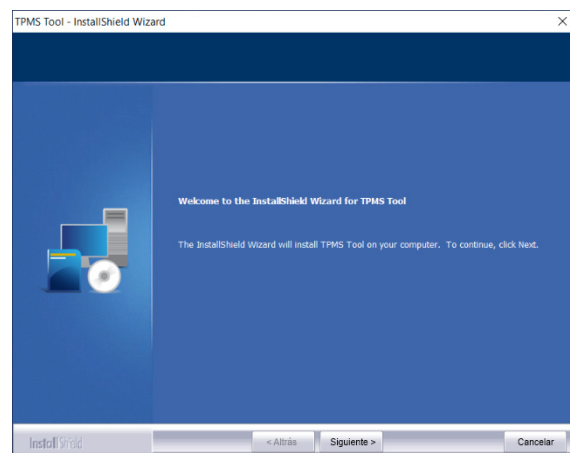 TPMS Tool - InstallShield Wizard
Welcome to the InstallShield Wizard for TPMS Tool
The InstallShield Wizard will install TPMS Tool on your computer. To continue, click Next.
InstallShield
< Altrás
Siguiente >
Cancelar